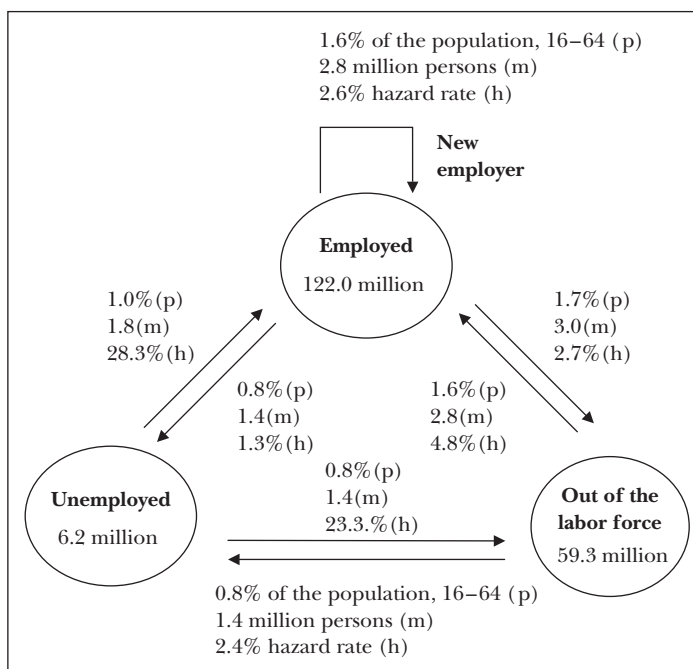 1.6% of the population, 16–64 (p)
2.8 million persons (m)
2.6% hazard rate (h)
New
employer
Employed
122.0 million
1.0% (p)
1.8(m)
28.3%(h)
1.7%(p)
3.0(m)
2.7%(h)
0.8%(p)
1.4(m)
1.3%(h)
1.6%(p)
2.8(m)
4.8%(h)
0.8%(p)
1.4(m)
23.3.%(h)
Unemployed
6.2 million
Out of the
labor force
59.3 million
0.8% of the population, 16–64 (p)
1.4 million persons (m)
2.4% hazard rate (h)